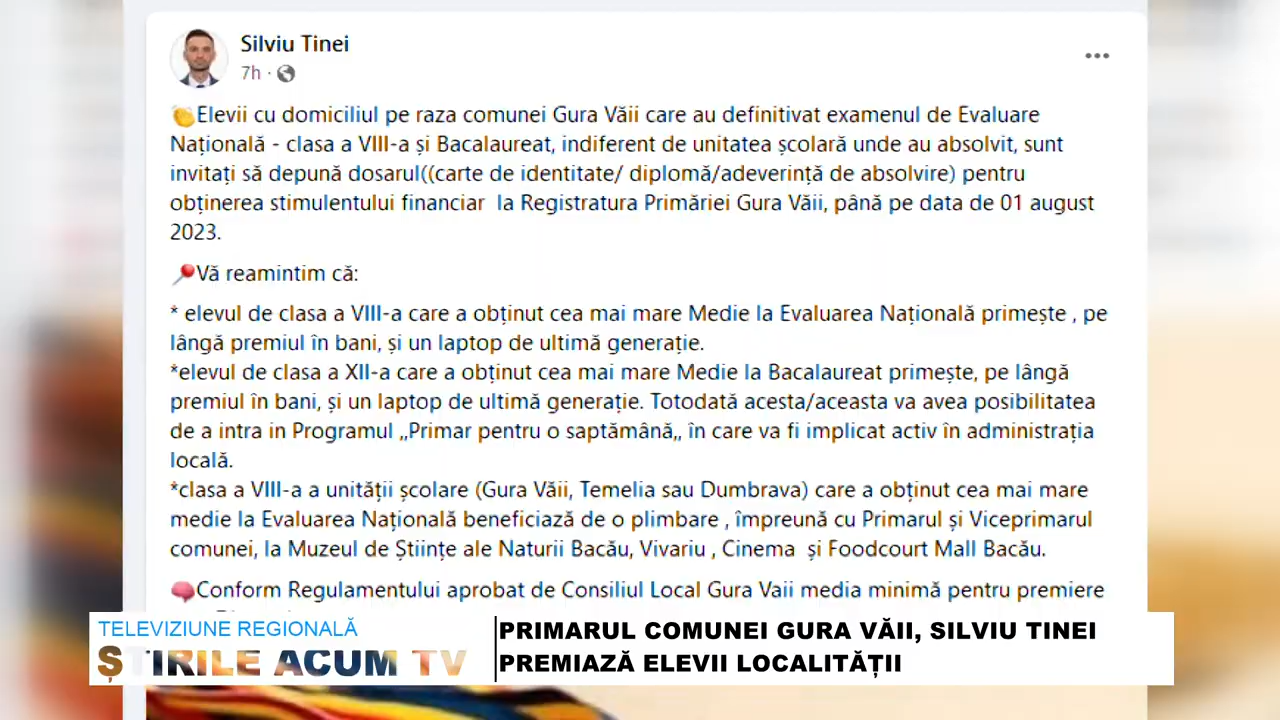 Silviu Tinei
7h ·
Elevii cu domiciliul pe raza comunei Gura Văii care au definitivat examenul de Evaluare
Națională - clasa a VIII-a și Bacalaureat, indiferent de unitatea școlară unde au absolvit, sunt
invitați să depună dosarul((carte de identitate/ diplomă/adeverință de absolvire) pentru
obținerea stimulentului financiar  la Registratura Primăriei Gura Văii, până pe data de 01 august
2023.
Vă reamintim că:
* elevul de clasa a VIII-a care a obținut cea mai mare Medie la Evaluarea Națională primește , pe
lângă premiul în bani, și un laptop de ultimă generație.
*elevul de clasa a XII-a care a obținut cea mai mare Medie la Bacalaureat primește, pe lângă
premiul în bani, și un laptop de ultimă generație. Totodată acesta/aceasta va avea posibilitatea
de a intra in Programul ,,Primar pentru o saptămână,, în care va fi implicat activ în administrația
locală.
*clasa a VIII-a a unității școlare (Gura Văii, Temelia sau Dumbrava) care a obținut cea mai mare
medie la Evaluarea Națională beneficiază de o plimbare , împreună cu Primarul și Viceprimarul
comunei, la Muzeul de Științe ale Naturii Bacău, Vivariu , Cinema  și Foodcourt Mall Bacău.
Conform Regulamentului aprobat de Consiliul Local Gura Vaii media minimă pentru premiere
TELEVIZIUNE REGIONALĂ
ȘTIRILE ACUM TV
PRIMARUL COMUNEI GURA VĂII, SILVIU TINEI
PREMIAZĂ ELEVII LOCALITĂȚII